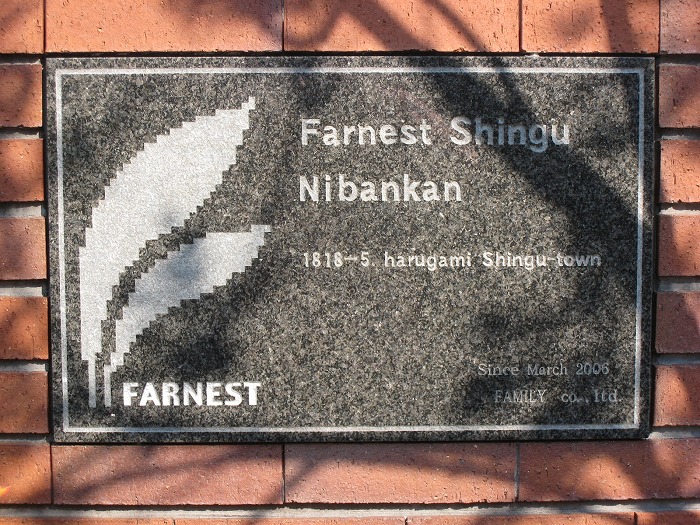 Farnest Shingu
Nibankan
1818-5. harugami Shingu-town
Since March 2006
FAMILY co.,ltd.
FARNEST